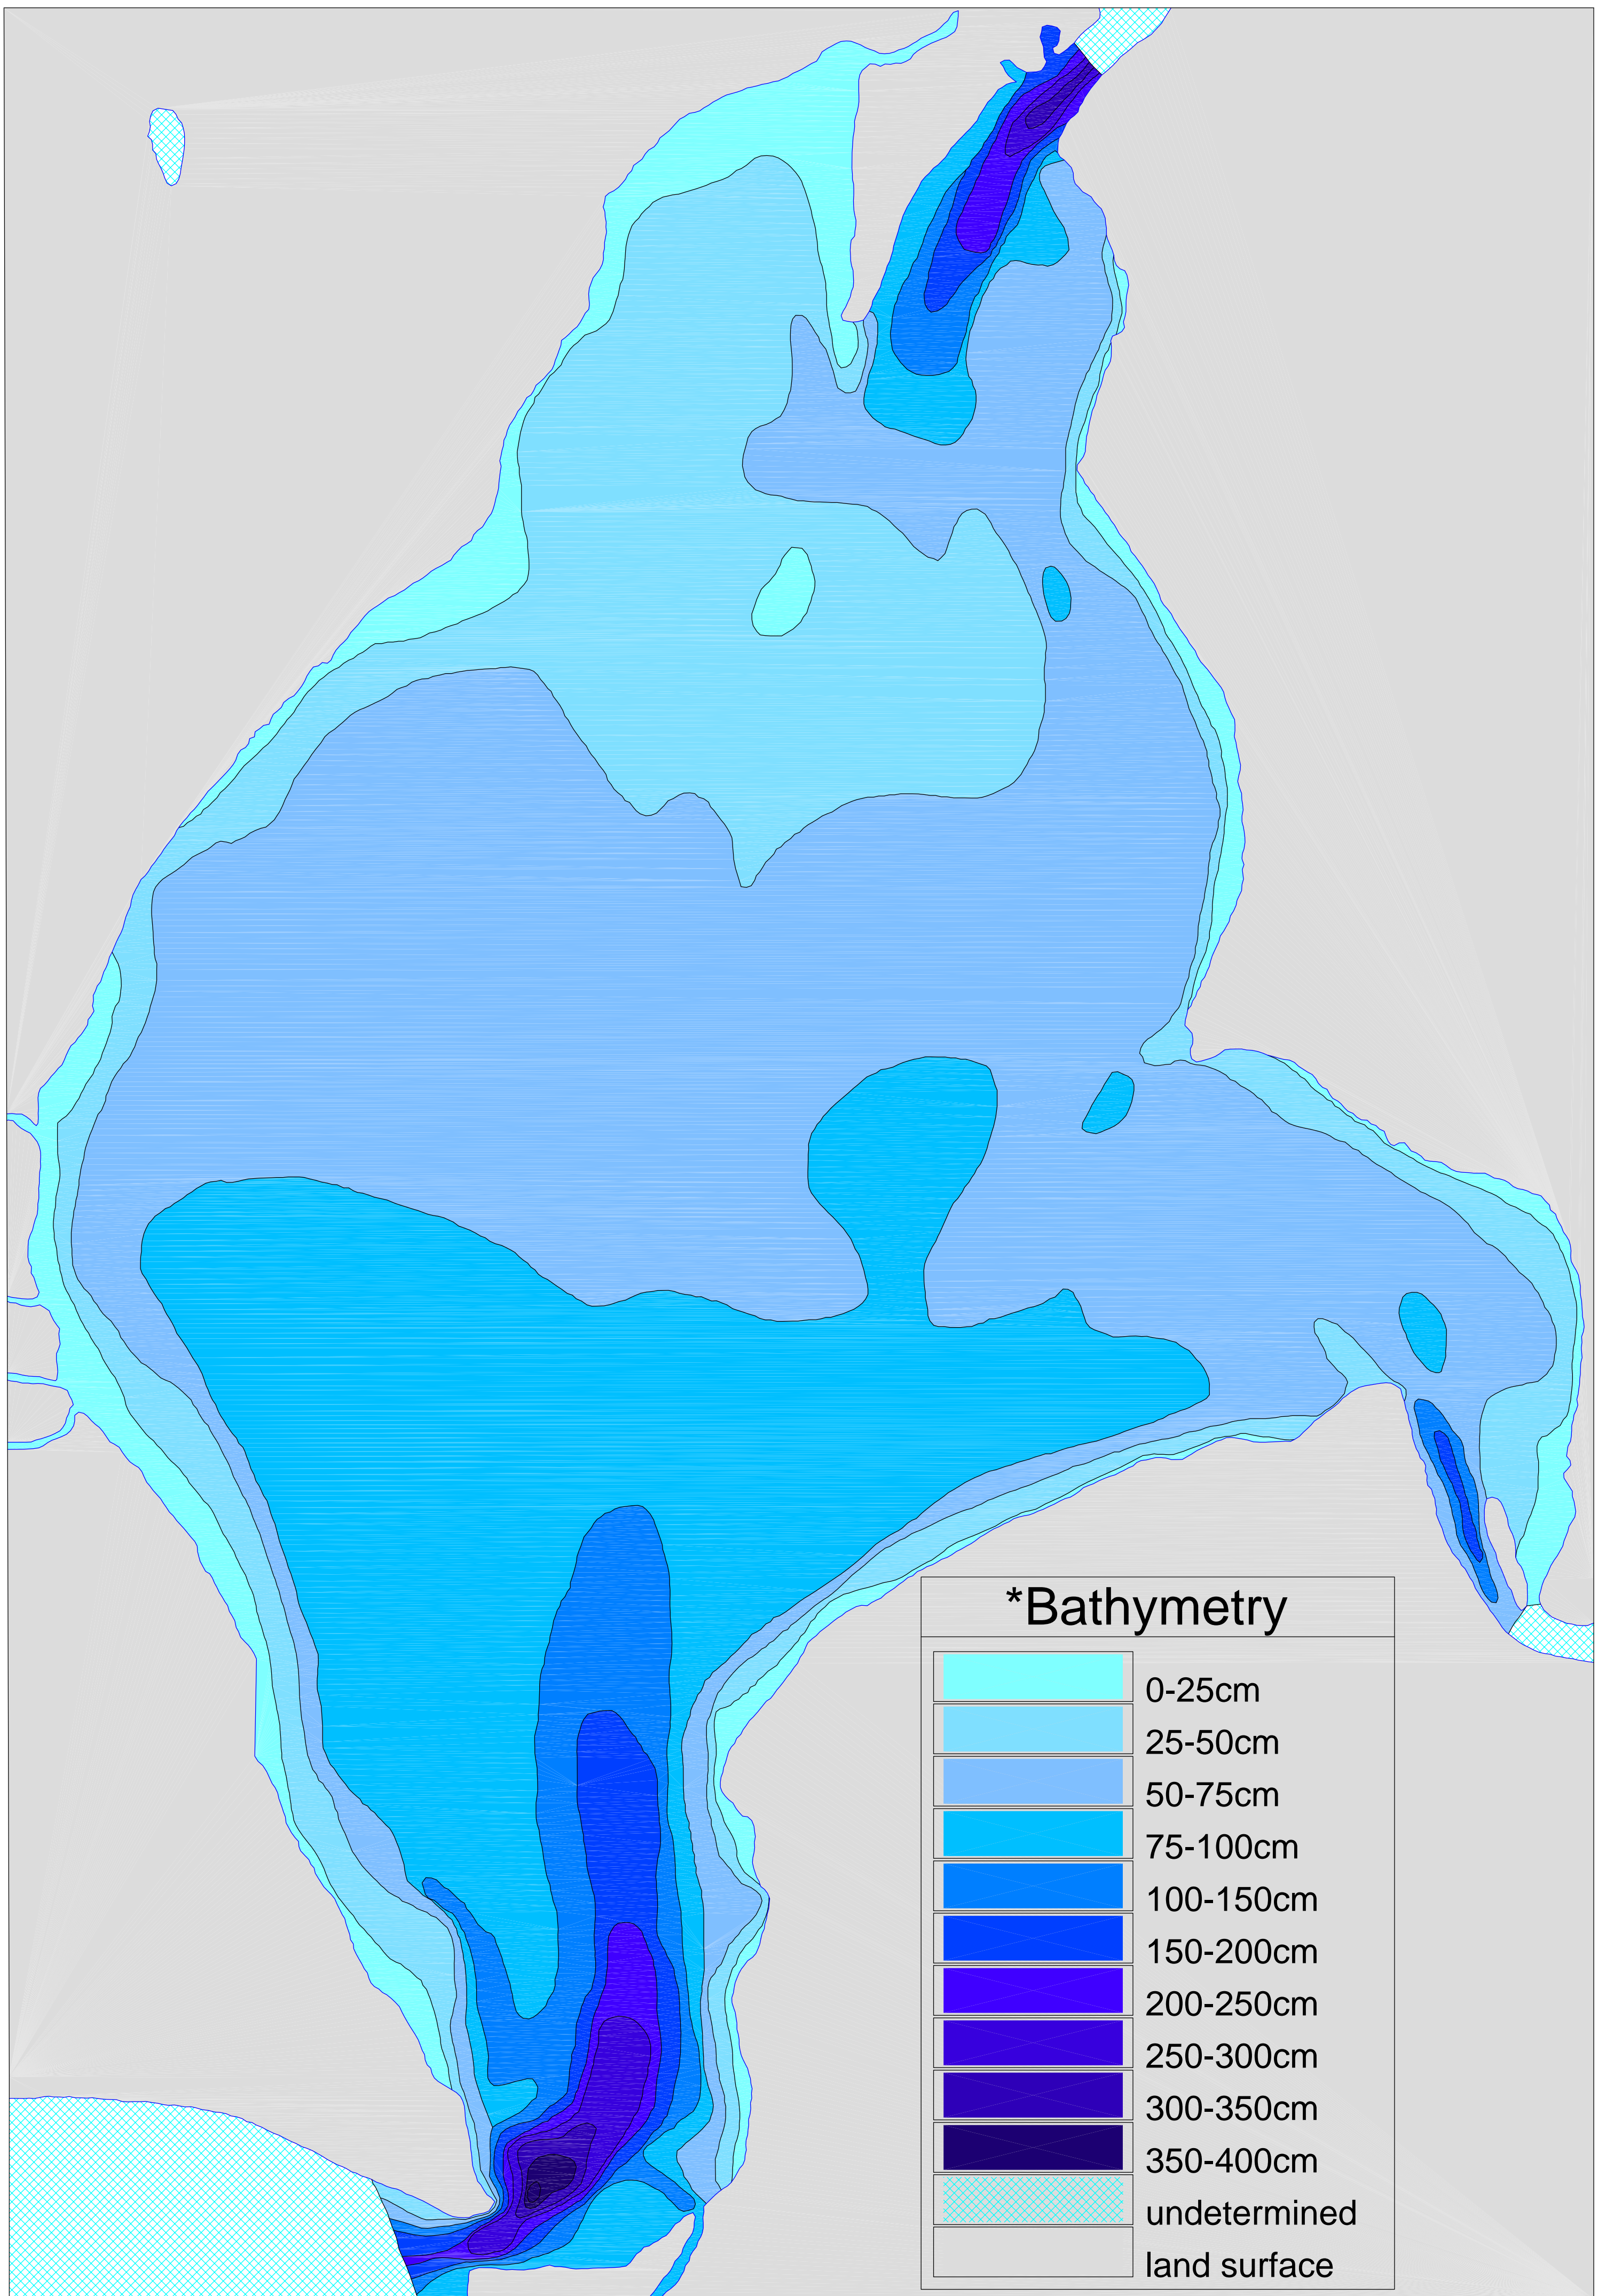 *Bathymetry
0-25cm
25-50cm
50-75cm
75-100cm
100-150cm
150-200cm
200-250cm
250-300cm
300-350cm
350-400cm
undetermined
land surface